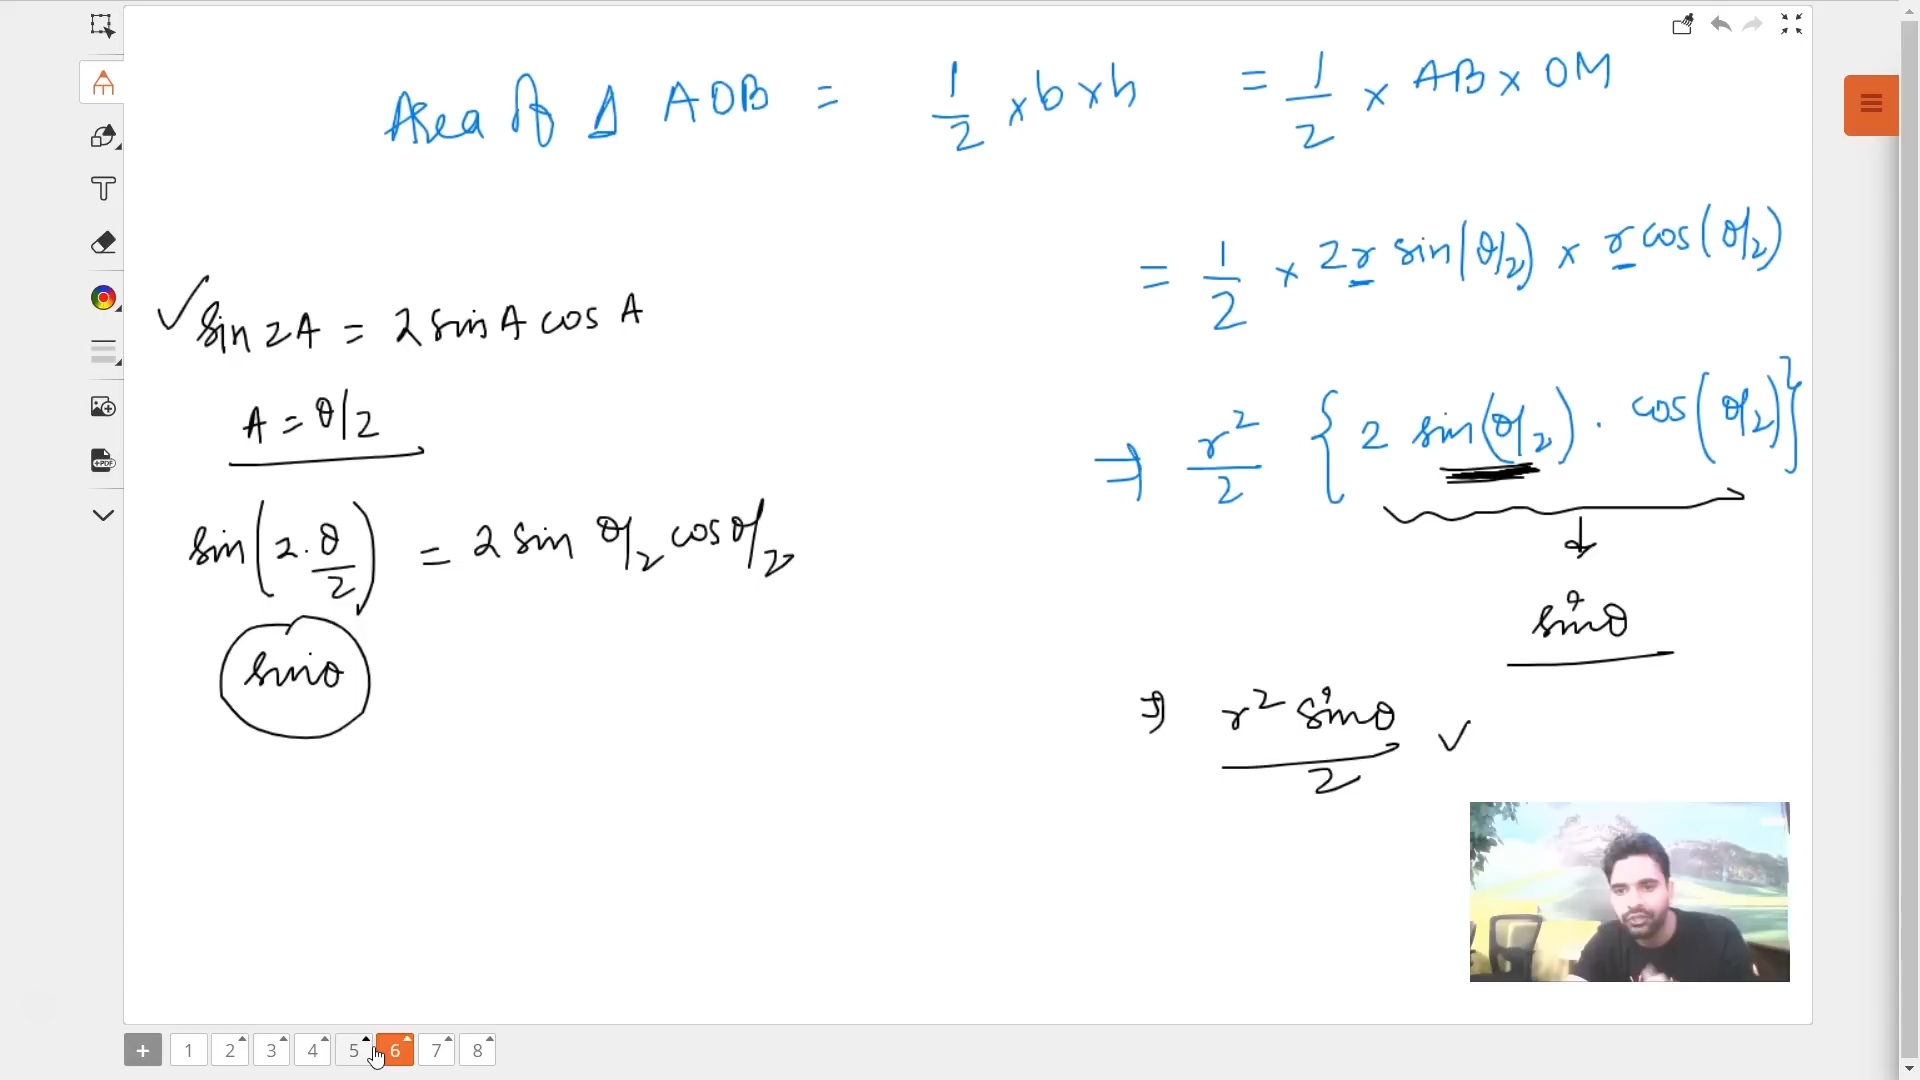 Area of Δ AOB = 1/2 × b × h = 1/2 × AB × OM
= 1/2 × 2r sin(θ/2) × r cos(θ/2)
✓ sin 2A = 2 sin A cos A
A = θ/2
⇒ r²/2 { 2 sin(θ/2) . cos(θ/2) }
sin(2.θ/2) = 2 sin θ/2 cos θ/2
sinθ
sinθ
⇒ r² sinθ/2 ✓
T
PDF
+ 1 2 3 4 5 6 7 8